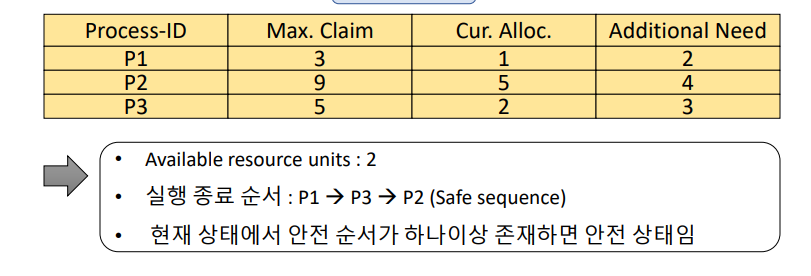 Process-ID Max. Claim Cur. Alloc. Additional Need
P1 3 1 2
P2 9 5 4
P3 5 2 3
• Available resource units : 2
• 실행 종료 순서 : P1 → P3 → P2 (Safe sequence)
• 현재 상태에서 안전 순서가 하나이상 존재하면 안전 상태임